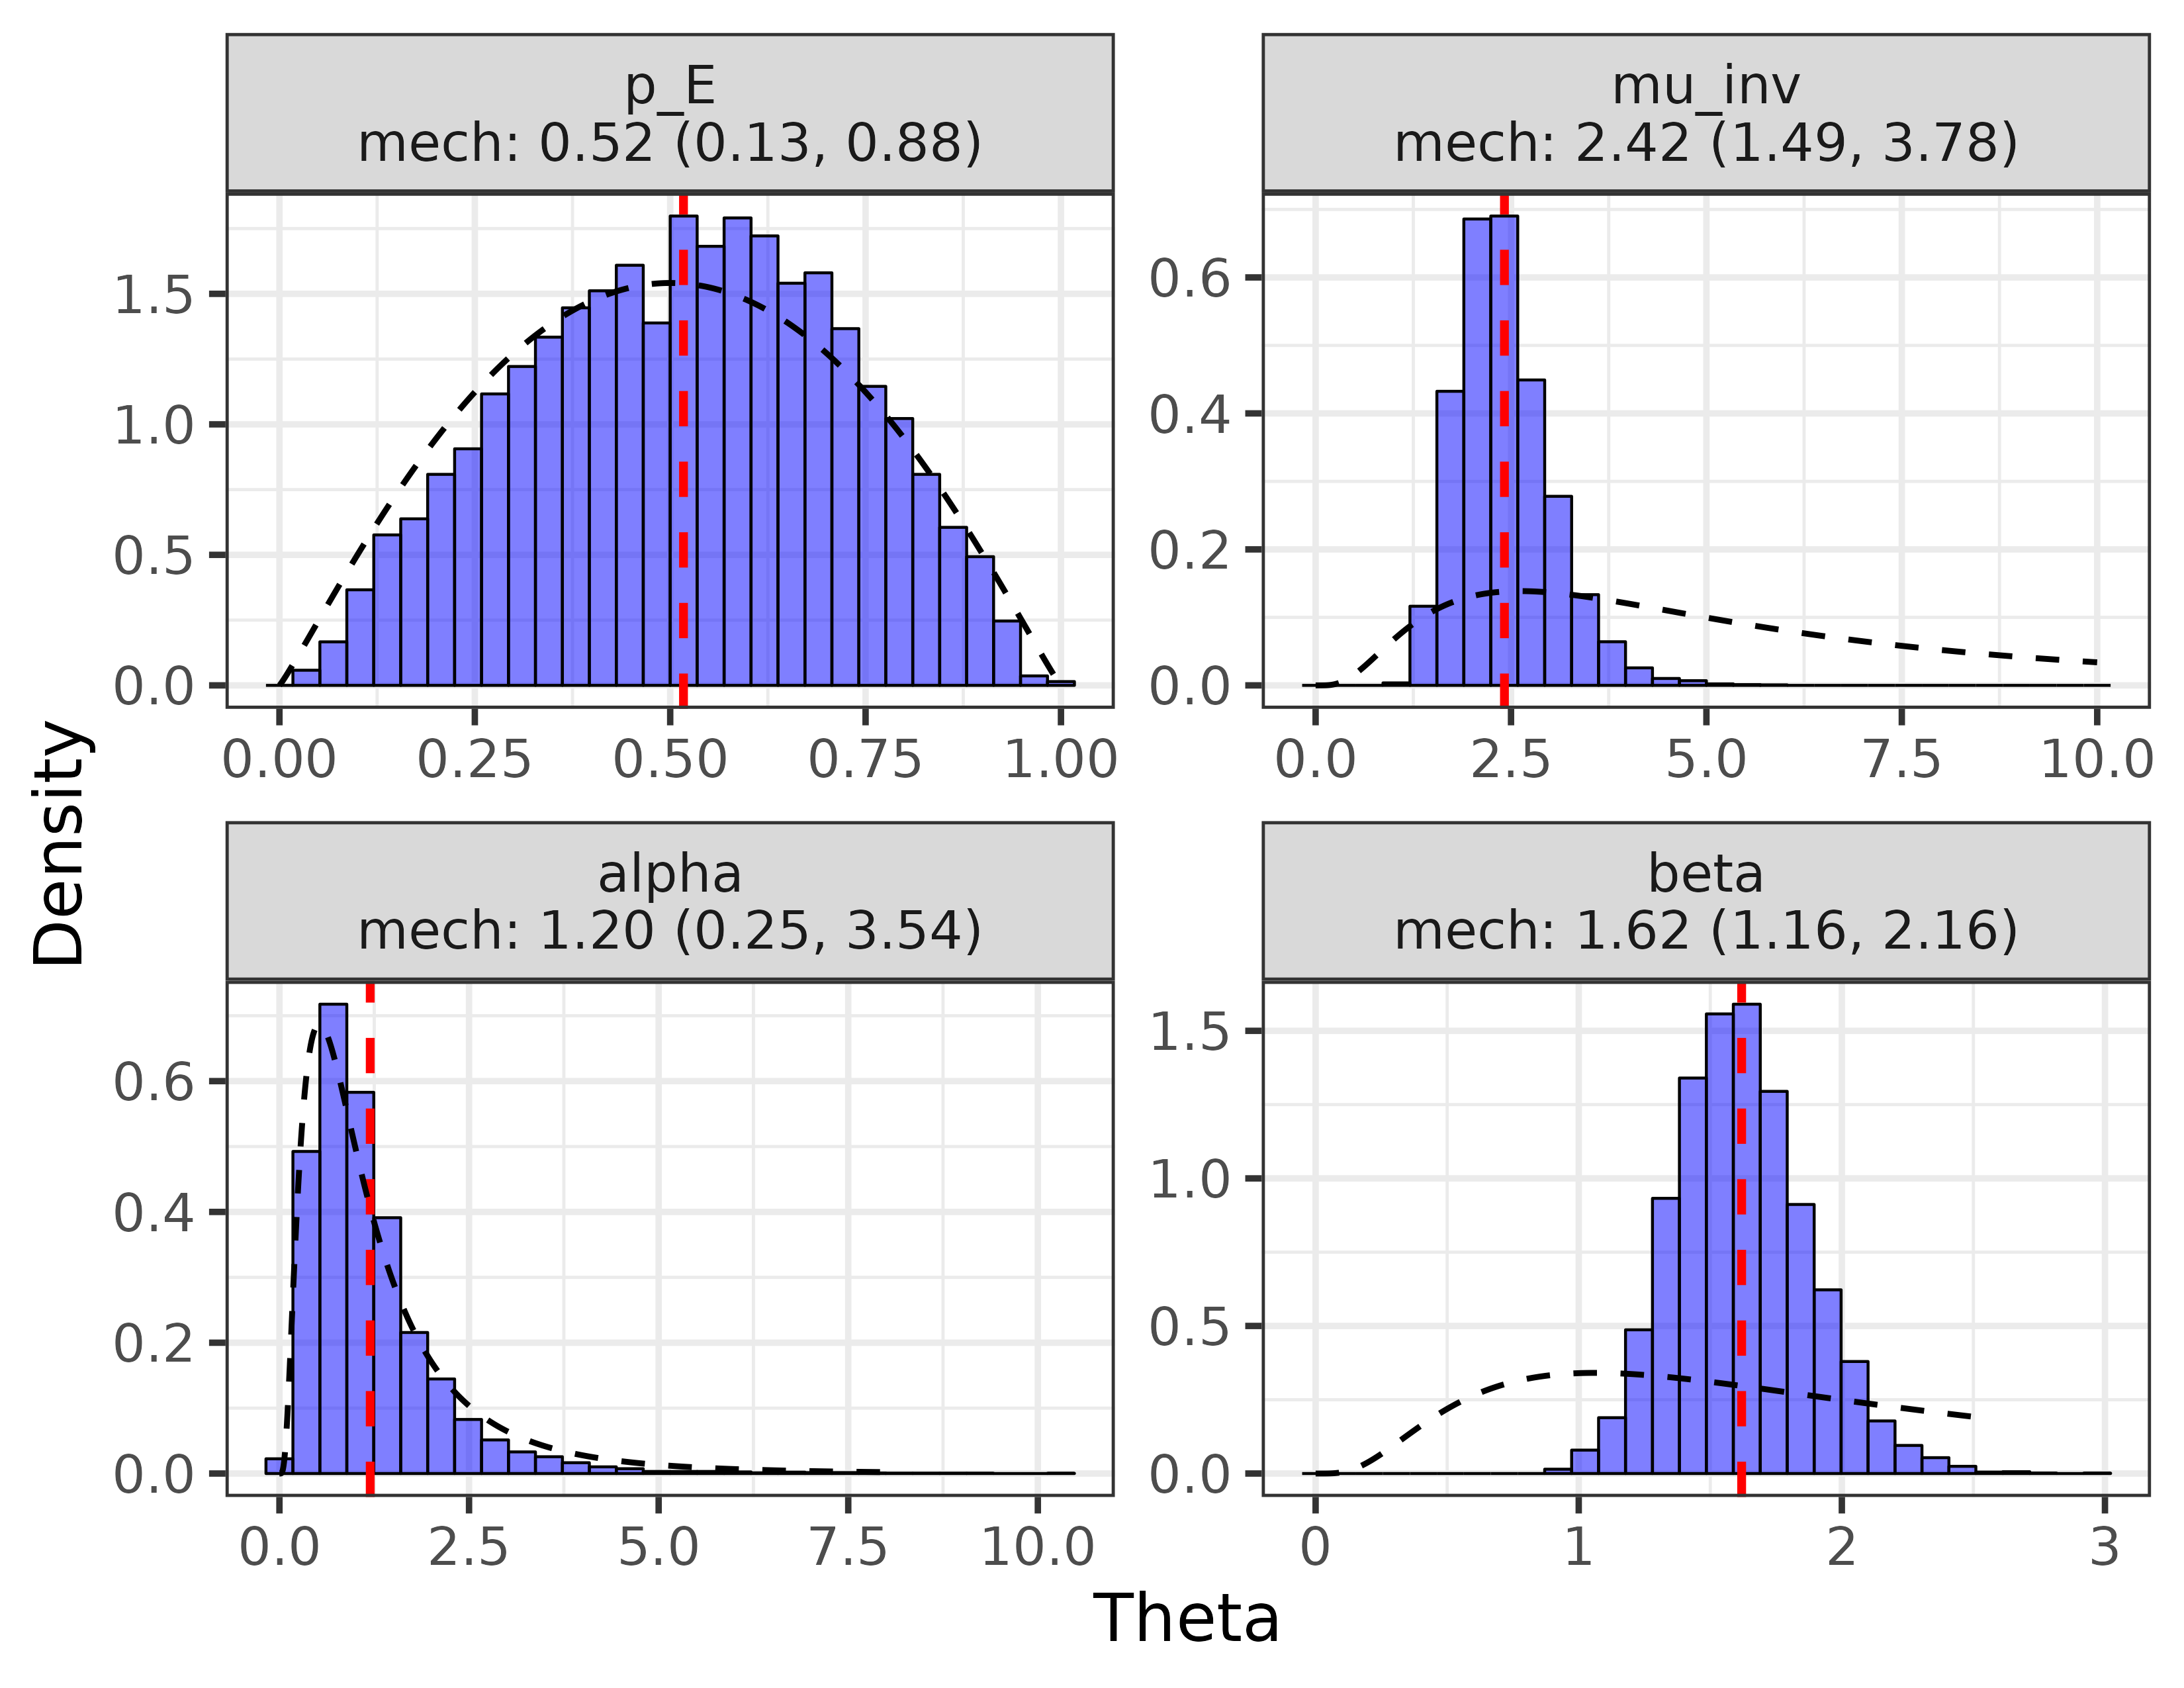 p_E
mech: 0.52 (0.13, 0.88)
mu_inv
mech: 2.42 (1.49, 3.78)
1.5
1.0
0.5
0.0
0.00 0.25 0.50 0.75 1.00
0.6
0.4
0.2
0.0
0.0 2.5 5.0 7.5 10.0
Density
alpha
mech: 1.20 (0.25, 3.54)
beta
mech: 1.62 (1.16, 2.16)
0.6
0.4
0.2
0.0
0.0 2.5 5.0 7.5 10.0
1.5
1.0
0.5
0.0
0 1 2 3
Theta